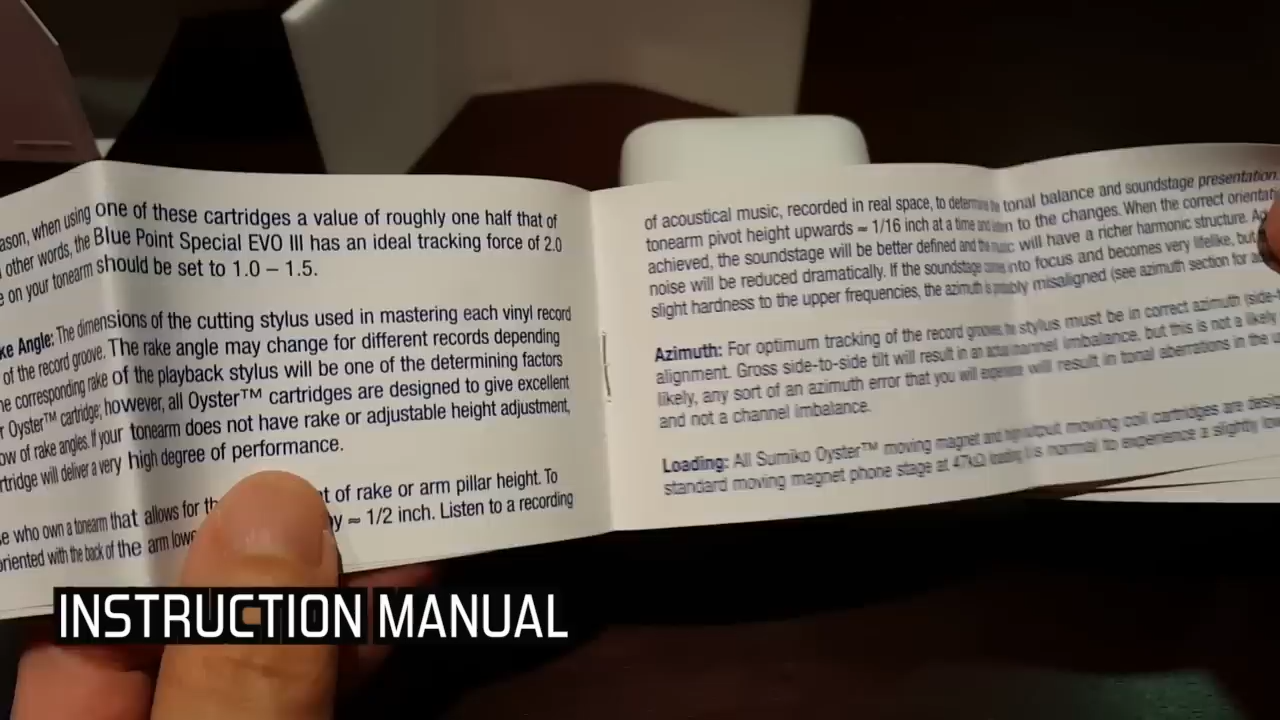 ason, when using one of these cartridges a value of roughly one half that of
other words, the Blue Point Special EVO III has an ideal tracking force of 2.0
e on your tonearm should be set to 1.0 – 1.5.
ke Angle: The dimensions of the cutting stylus used in mastering each vinyl record
of the record groove. The rake angle may change for different records depending
he corresponding rake of the playback stylus will be one of the determining factors
r Oyster™ cartridge; however, all Oyster™ cartridges are designed to give excellent
ow of rake angles. If your tonearm does not have rake or adjustable height adjustment,
rtridge will deliver a very high degree of performance.
se who own a tonearm that allows for th t of rake or arm pillar height. To
oriented with the back of the arm lowe by ≈ 1/2 inch. Listen to a recording
of acoustical music, recorded in real space, to determine the tonal balance and soundstage presentation.
tonearm pivot height upwards ≈ 1/16 inch at a time and listen to the changes. When the correct orientat
achieved, the soundstage will be better defined and the music will have a richer harmonic structure.
noise will be reduced dramatically. If the soundstage comes into focus and becomes very lifelike, but
slight hardness to the upper frequencies, the azimuth is probably misaligned (see azimuth section for
Azimuth: For optimum tracking of the record grooves, the stylus must be in correct azimuth (side-t
alignment. Gross side-to-side tilt will result in an actual channel imbalance, but this is not a likely
likely, any sort of an azimuth error that you will experience will result in tonal aberrations in the
and not a channel imbalance.
Loading: All Sumiko Oyster™ moving magnet and high output moving coil cartridges are desig
standard moving magnet phone stage at 47kΩ loading. It is normal to experience a slightly low
INSTRUCTION MANUAL